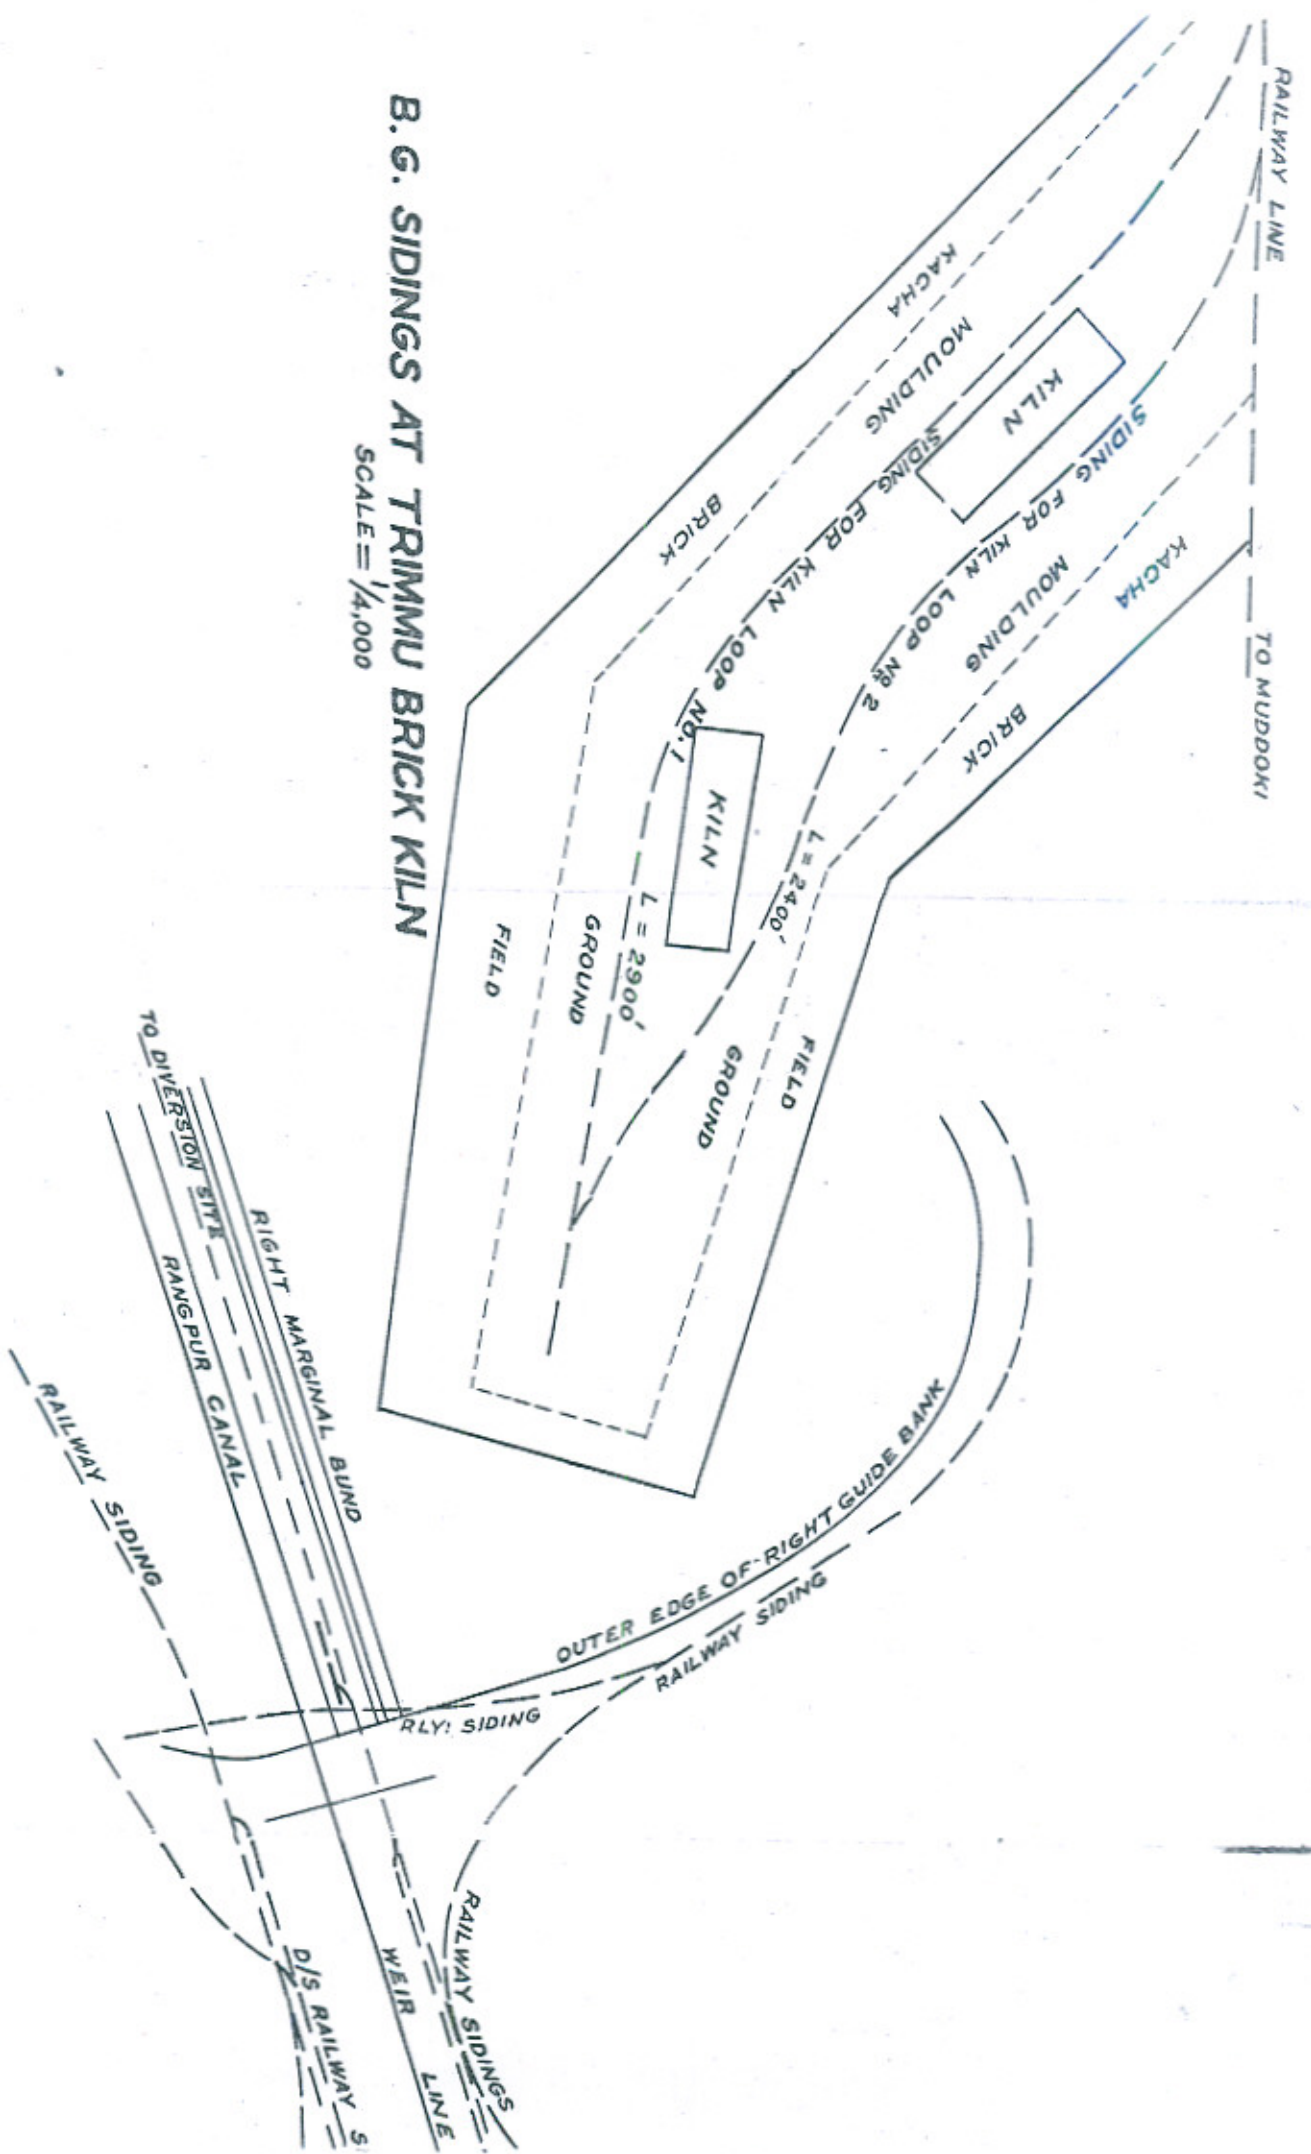 RAILWAY LINE
TO MUDDOKI
KACHA
MOULDING
BRICK
KILN
SIDING FOR KILN LOOP NO. 1
SIDING FOR KILN LOOP Nº 2
KACHA
MOULDING
BRICK
KILN
L = 2400'
L = 2900'
FIELD
GROUND
GROUND
FIELD
B.G. SIDINGS AT TRIMMU BRICK KILN
SCALE = 1/4,000
TO DIVERSION SITE
RIGHT MARGINAL BUND
RANGPUR CANAL
RAILWAY SIDING
OUTER EDGE OF RIGHT GUIDE BANK
RAILWAY SIDING
RLY! SIDING
RAILWAY SIDINGS
WEIR LINE
D/S RAILWAY S